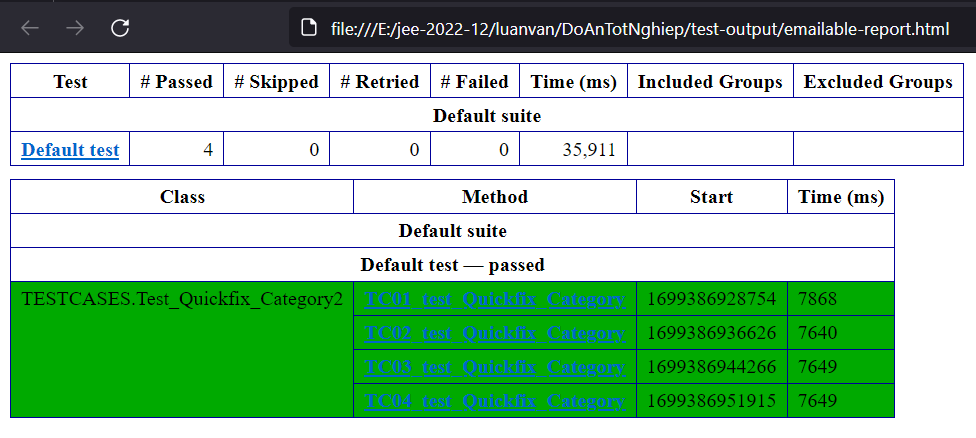 file:///E:/jee-2022-12/luanvan/DoAnTotNghiep/test-output/emailable-report.html
Test # Passed # Skipped # Retried # Failed Time (ms) Included Groups Excluded Groups
Default suite
Default test 4 0 0 0 35,911
Class Method Start Time (ms)
Default suite
Default test — passed
TESTCASES.Test_Quickfix_Category2 TC01_test_Quickfix_Category 1699386928754 7868
TC02_test_Quickfix_Category 1699386936626 7640
TC03_test_Quickfix_Category 1699386944266 7649
TC04_test_Quickfix_Category 1699386951915 7649